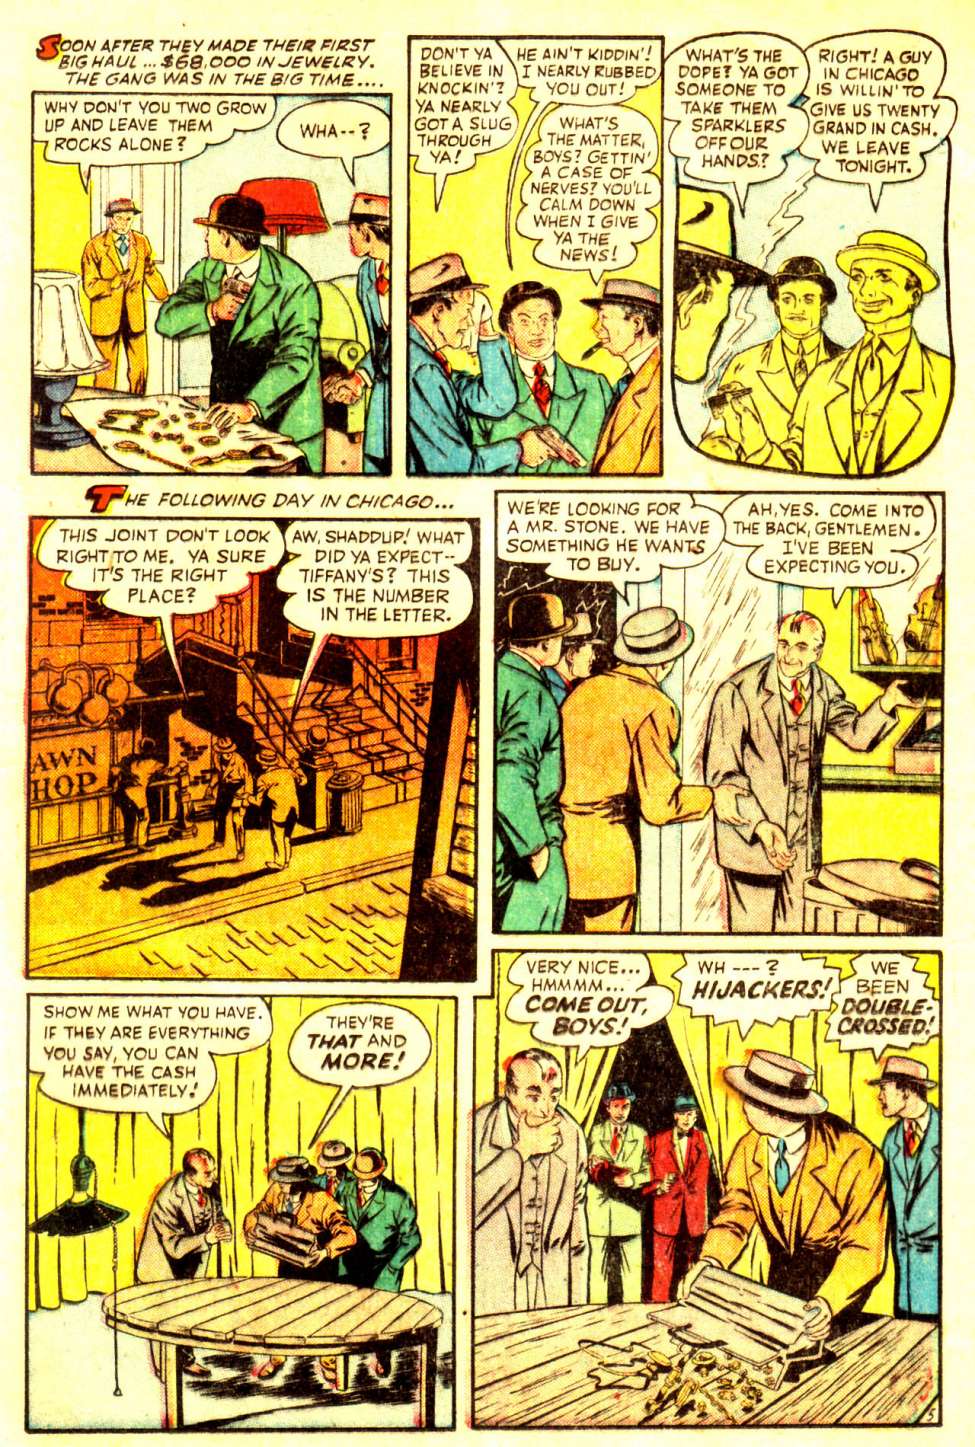 SOON AFTER THEY MADE THEIR FIRST
BIG HAUL... $68,000 IN JEWELRY.
THE GANG WAS IN THE BIG TIME....
WHY DON'T YOU TWO GROW
UP AND LEAVE THEM
ROCKS ALONE?
WHA--?
DON'T YA
BELIEVE IN
KNOCKIN'?
YA NEARLY
GOT A SLUG
THROUGH
YA!
HE AIN'T KIDDIN'!
I NEARLY RUBBED
YOU OUT!
WHAT'S
THE MATTER,
BOYS? GETTIN'
A CASE OF
NERVES? YOU'LL
CALM DOWN
WHEN I GIVE
YA THE
NEWS!
WHAT'S THE
DOPE? YA GOT
SOMEONE TO
TAKE THEM
SPARKLERS
OFF OUR
HANDS?
RIGHT! A GUY
IN CHICAGO
IS WILLIN' TO
GIVE US TWENTY
GRAND IN CASH.
WE LEAVE
TONIGHT.
THE FOLLOWING DAY IN CHICAGO...
THIS JOINT DON'T LOOK
RIGHT TO ME. YA SURE
IT'S THE RIGHT
PLACE?
AW, SHADDUP! WHAT
DID YA EXPECT--
TIFFANY'S? THIS
IS THE NUMBER
IN THE LETTER.
AWN
HOP
WE'RE LOOKING FOR
A MR. STONE. WE HAVE
SOMETHING HE WANTS
TO BUY.
AH, YES. COME INTO
THE BACK, GENTLEMEN.
I'VE BEEN
EXPECTING YOU.
SHOW ME WHAT YOU HAVE.
IF THEY ARE EVERYTHING
YOU SAY, YOU CAN
HAVE THE CASH
IMMEDIATELY!
THEY'RE
THAT AND
MORE!
VERY NICE...
HMMMM...
COME OUT,
BOYS!
WH ---?
HIJACKERS!
WE
BEEN
DOUBLE-
CROSSED!
5